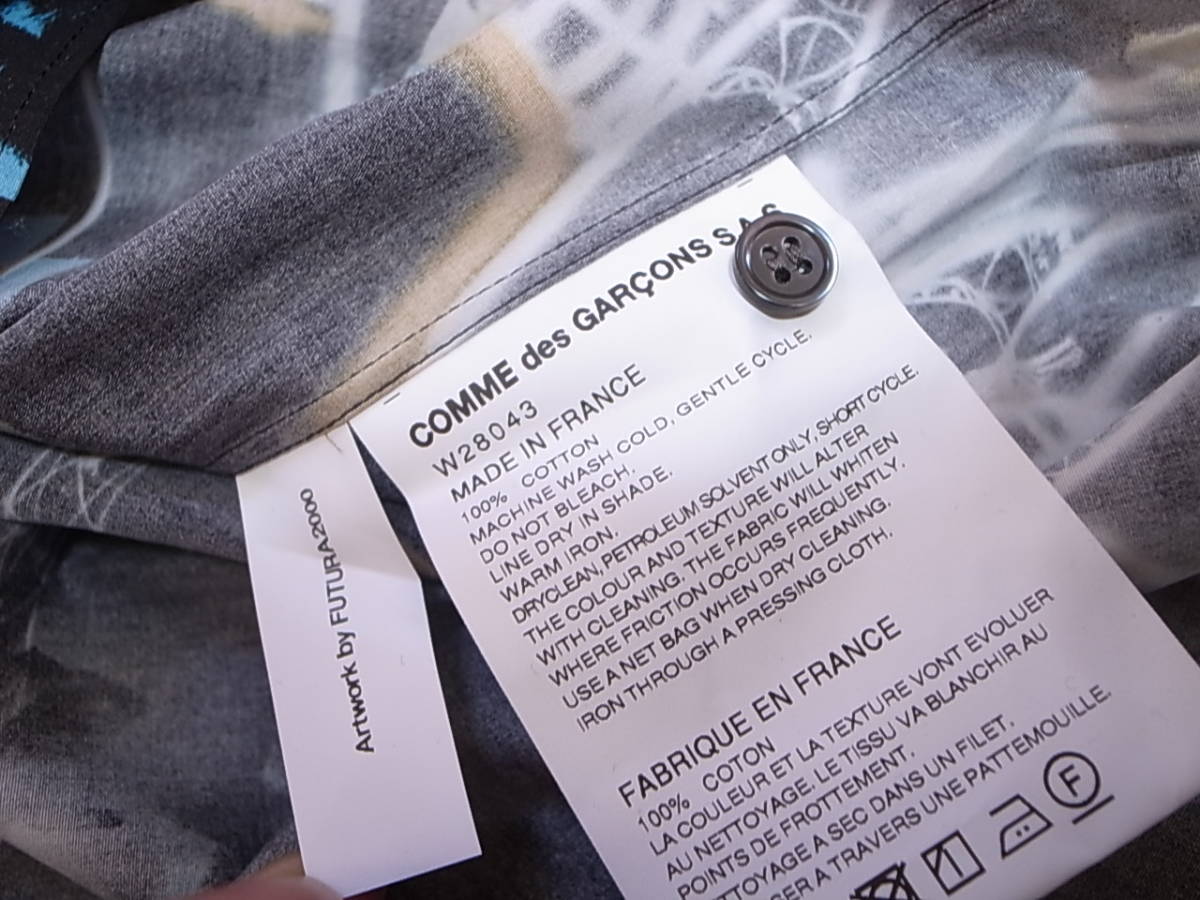 COMME des GARÇONS S.A.S
W28043
MADE IN FRANCE
100% COTTON
MACHINE WASH COLD, GENTLE CYCLE.
DO NOT BLEACH.
LINE DRY IN SHADE.
WARM IRON.
DRYCLEAN, PETROLEUM SOLVENT ONLY, SHORT CYCLE.
THE COLOUR AND TEXTURE WILL ALTER
WITH CLEANING. THE FABRIC WILL WHITEN
WHERE FRICTION OCCURS FREQUENTLY.
USE A NET BAG WHEN DRY CLEANING.
IRON THROUGH A PRESSING CLOTH.
FABRIQUE EN FRANCE
100% COTON
LA COULEUR ET LA TEXTURE VONT EVOLUER
AU NETTOYAGE. LE TISSU VA BLANCHIR AU
POINTS DE FROTTEMENT.
TTOYAGE A SEC DANS UN FILET.
SER A TRAVERS UNE PATTEMOUILLE.
F
Artwork by FUTURA2000